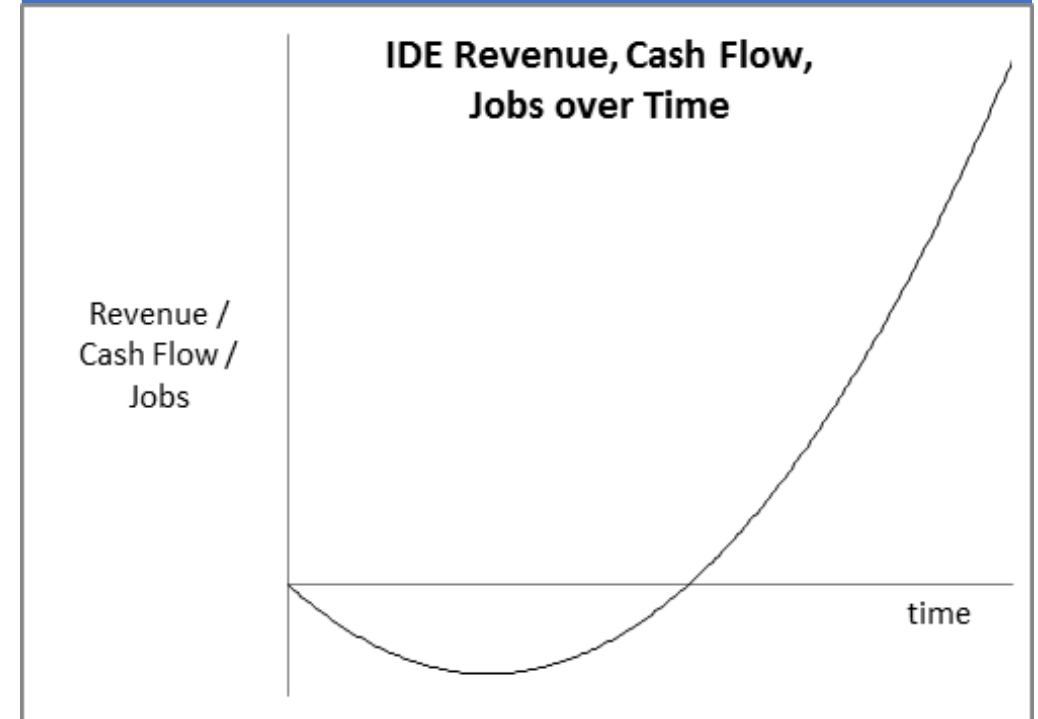 IDE Revenue, Cash Flow,
Jobs over Time
Revenue /
Cash Flow /
Jobs
time